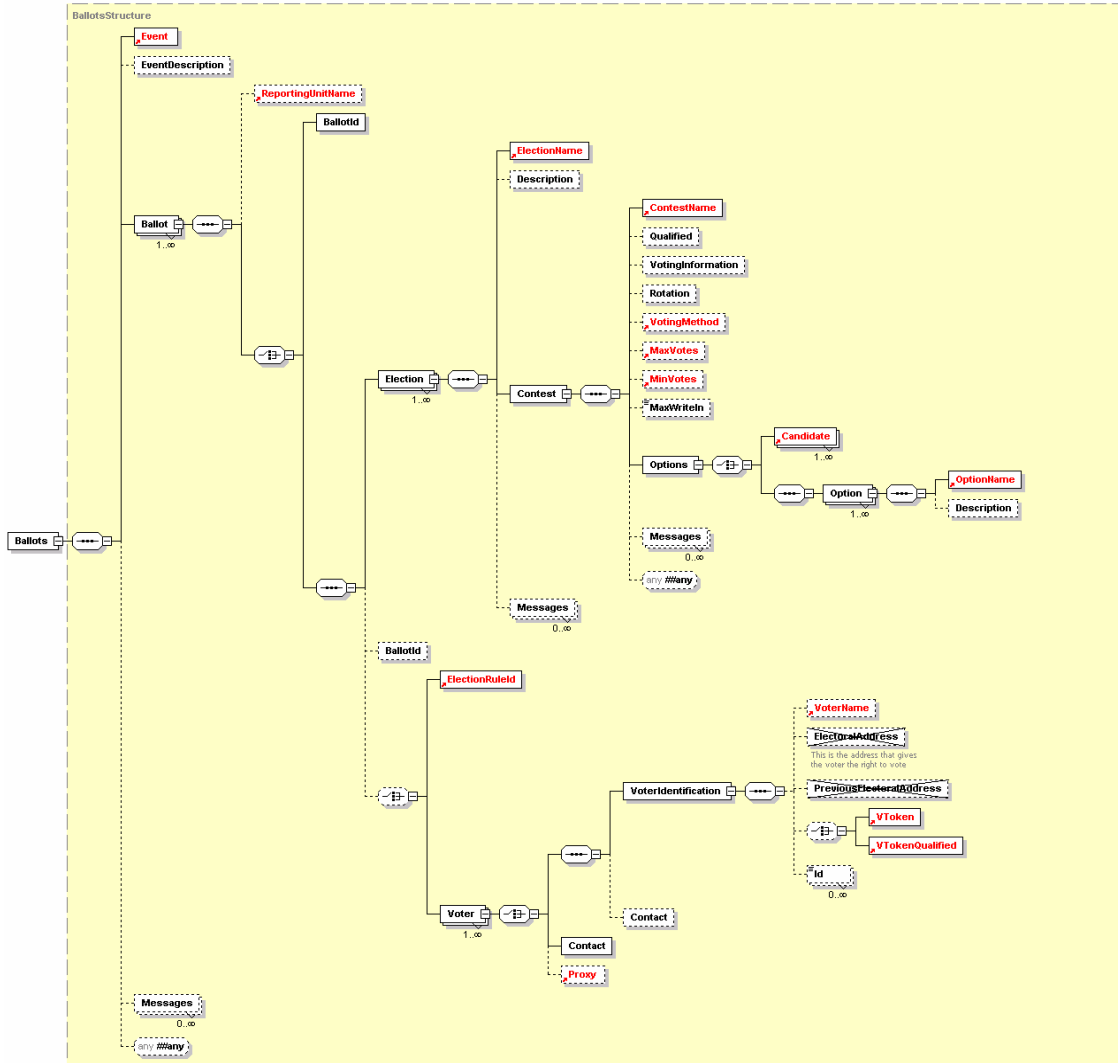 BallotsStructure
Event
EventDescription
ReportingUnitName
BallotId
ElectionName
Description
ContestName
Ballot
1..∞
Qualified
VotingInformation
Rotation
VotingMethod
MaxVotes
Election
1..∞
MinVotes
Contest
MaxWriteIn
Candidate
1..∞
Options
OptionName
Option
1..∞
Description
Ballots
Messages
0..∞
any ##any
Messages
0..∞
BallotId
ElectionRuleId
VoterName
ElectoralAddress
This is the address that gives
the voter the right to vote
VoterIdentification
PreviousElectoralAddress
VToken
VTokenQualified
Id
0..∞
Voter
1..∞
Contact
Contact
Proxy
Messages
0..∞
any ##any